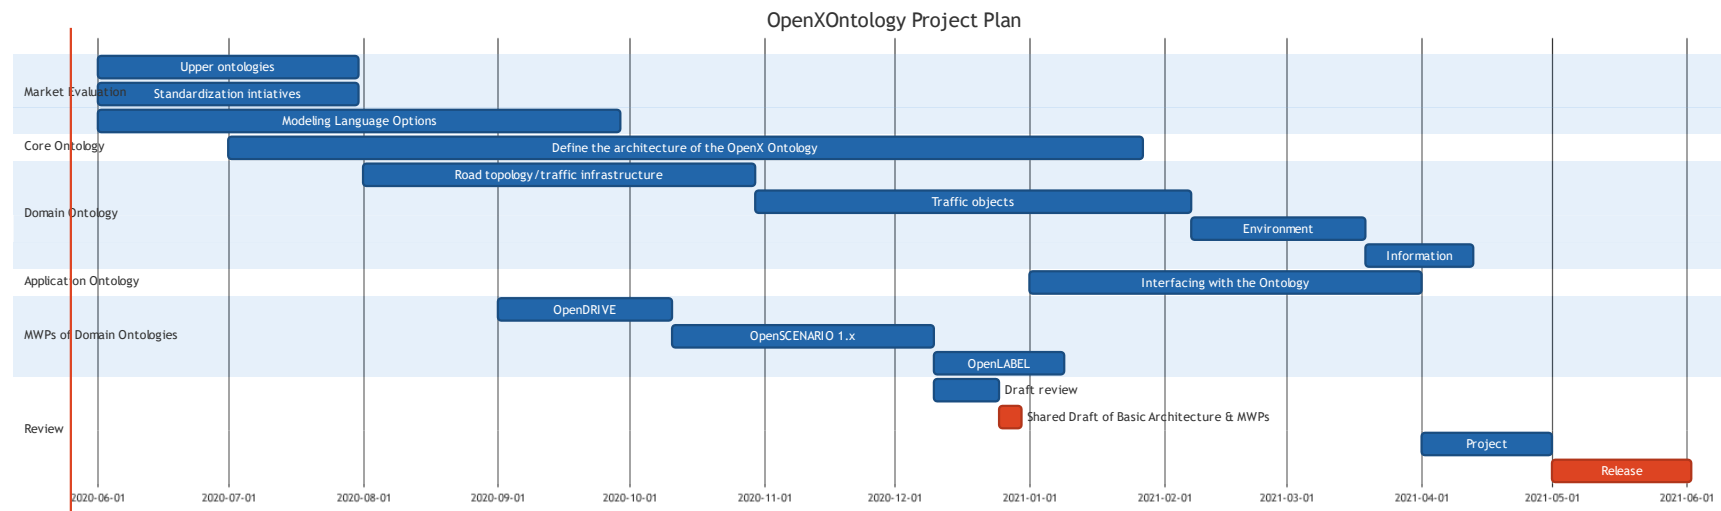 OpenXOntology Project Plan
Upper ontologies
Market Evaluation
Standardization intiatives
Modeling Language Options
Core Ontology
Define the architecture of the OpenX Ontology
Road topology/traffic infrastructure
Domain Ontology
Traffic objects
Environment
Information
Application Ontology
Interfacing with the Ontology
OpenDRIVE
MWPs of Domain Ontologies
OpenSCENARIO 1.x
OpenLABEL
Draft review
Shared Draft of Basic Architecture & MWPs
Review
Project
Release
2020-06-01 2020-07-01 2020-08-01 2020-09-01 2020-10-01 2020-11-01 2020-12-01 2021-01-01 2021-02-01 2021-03-01 2021-04-01 2021-05-01 2021-06-01